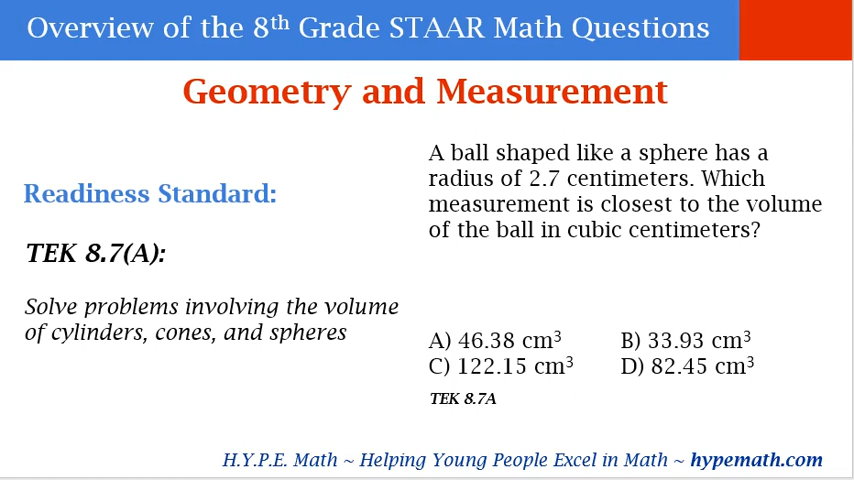 Overview of the 8th Grade STAAR Math Questions
Geometry and Measurement
Readiness Standard:
TEK 8.7(A):
Solve problems involving the volume
of cylinders, cones, and spheres
A ball shaped like a sphere has a
radius of 2.7 centimeters. Which
measurement is closest to the volume
of the ball in cubic centimeters?
A) 46.38 cm³ B) 33.93 cm³
C) 122.15 cm³ D) 82.45 cm³
TEK 8.7A
H.Y.P.E. Math ~ Helping Young People Excel in Math ~ hypemath.com